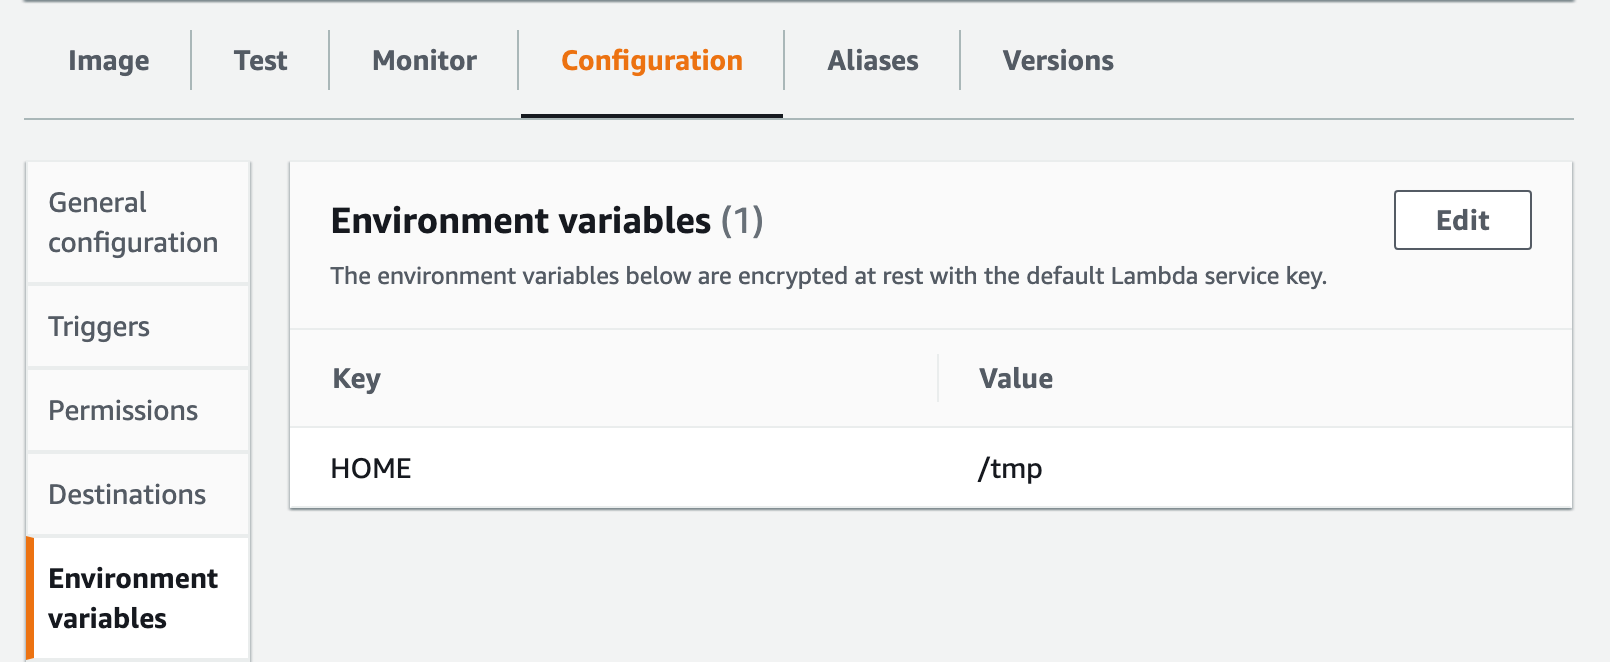 Image Test Monitor Configuration Aliases Versions
General
configuration
Triggers
Permissions
Destinations
Environment
variables
Environment variables (1)
Edit
The environment variables below are encrypted at rest with the default Lambda service key.
Key Value
HOME /tmp